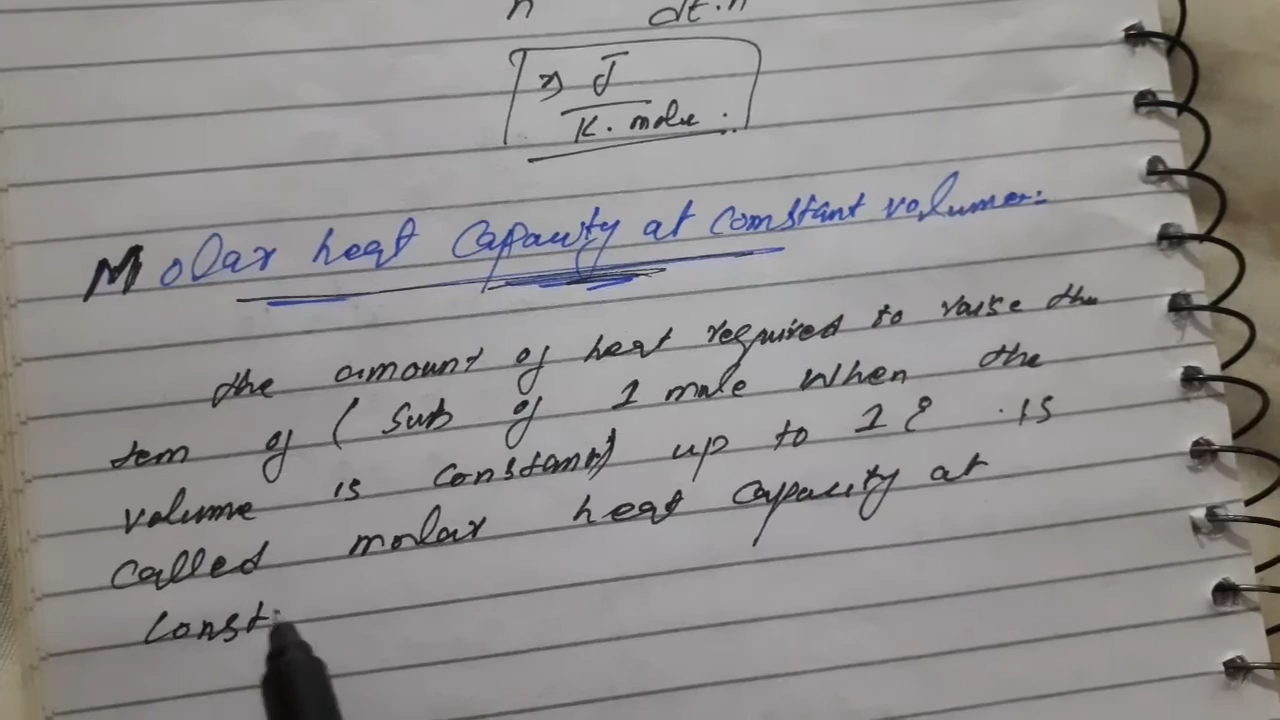 n dt.n
⇒ J
K. mole.
Molar heat capacity at constant volume:
the amount of heat required to raise the
tem of ( Sub of 1 mole when the
volume is constant) up to 1 is
called molar heat capacity at
const